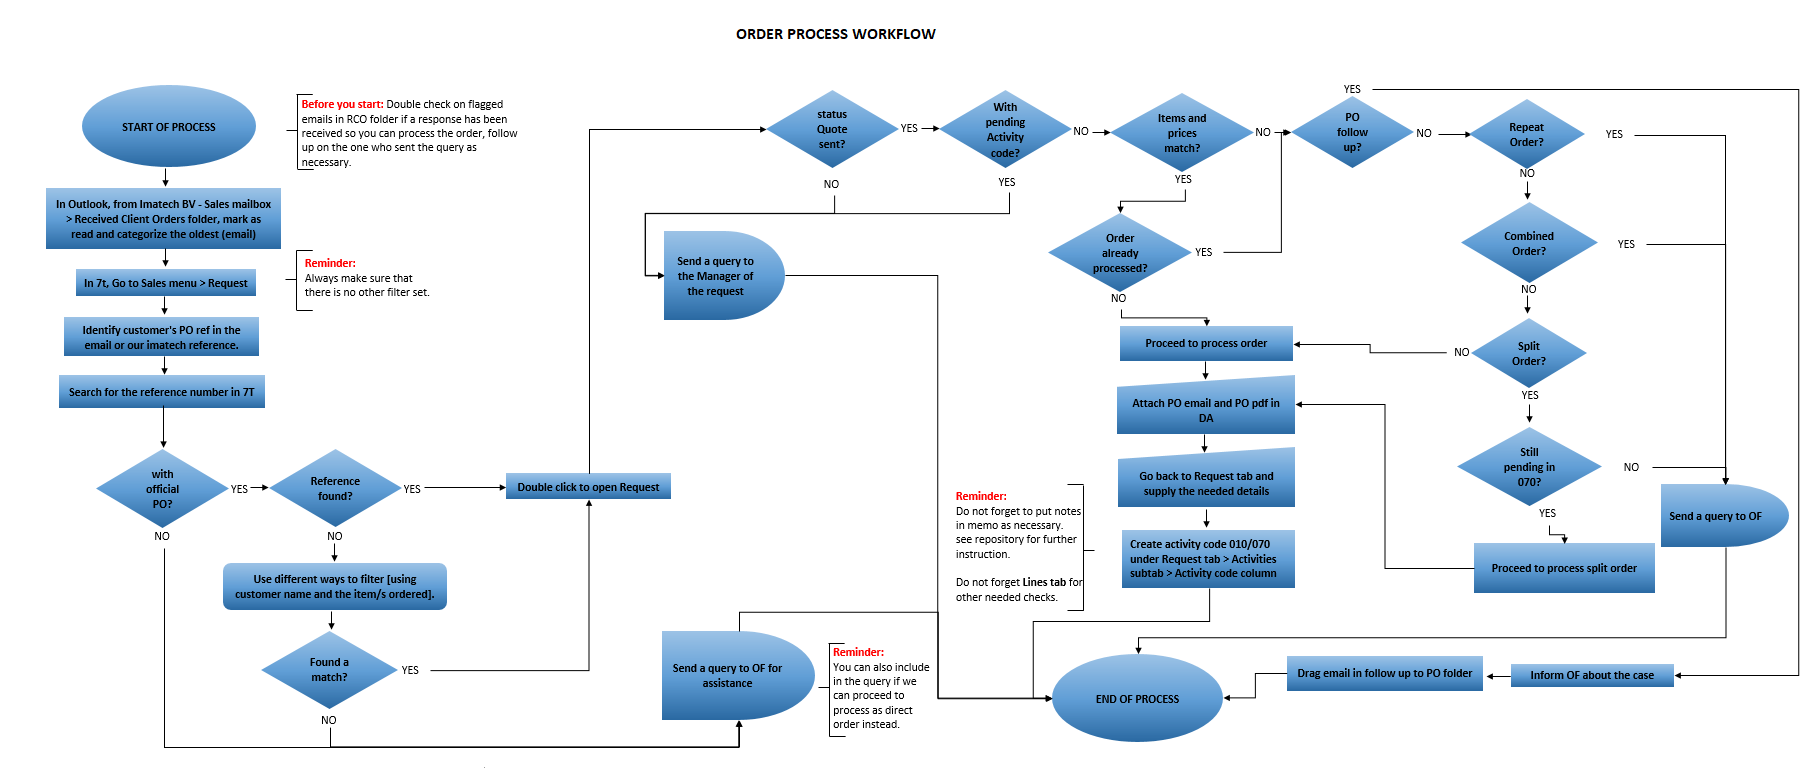 ORDER PROCESS WORKFLOW
START OF PROCESS
Before you start: Double check on flagged
emails in RCO folder if a response has been
received so you can process the order, follow
up on the one who sent the query as
necessary.
In Outlook, from Imatech BV - Sales mailbox
> Received Client Orders folder, mark as
read and categorize the oldest (email)
In 7t, Go to Sales menu > Request
Reminder:
Always make sure that
there is no other filter set.
Identify customer's PO ref in the
email or our imatech reference.
Search for the reference number in 7T
with
official
PO?
YES
NO
Reference
found?
YES
NO
Use different ways to filter [using
customer name and the item/s ordered].
Found a
match?
YES
NO
Double click to open Request
Send a query to OF for
assistance
Reminder:
You can also include
in the query if we
can proceed to
process as direct
order instead.
status
Quote
sent?
YES
NO
With
pending
Activity
code?
NO
YES
Send a query to
the Manager of
the request
Items and
prices
match?
NO
YES
Order
already
processed?
YES
NO
PO
follow
up?
YES
NO
Repeat
Order?
YES
NO
Combined
Order?
YES
NO
Split
Order?
NO
YES
Still
pending in
070?
NO
YES
Send a query to OF
Proceed to process split order
Proceed to process order
Attach PO email and PO pdf in
DA
Go back to Request tab and
supply the needed details
Create activity code 010/070
under Request tab > Activities
subtab > Activity code column
Reminder:
Do not forget to put notes
in memo as necessary.
see repository for further
instruction.
Do not forget Lines tab for
other needed checks.
END OF PROCESS
Drag email in follow up to PO folder
Inform OF about the case